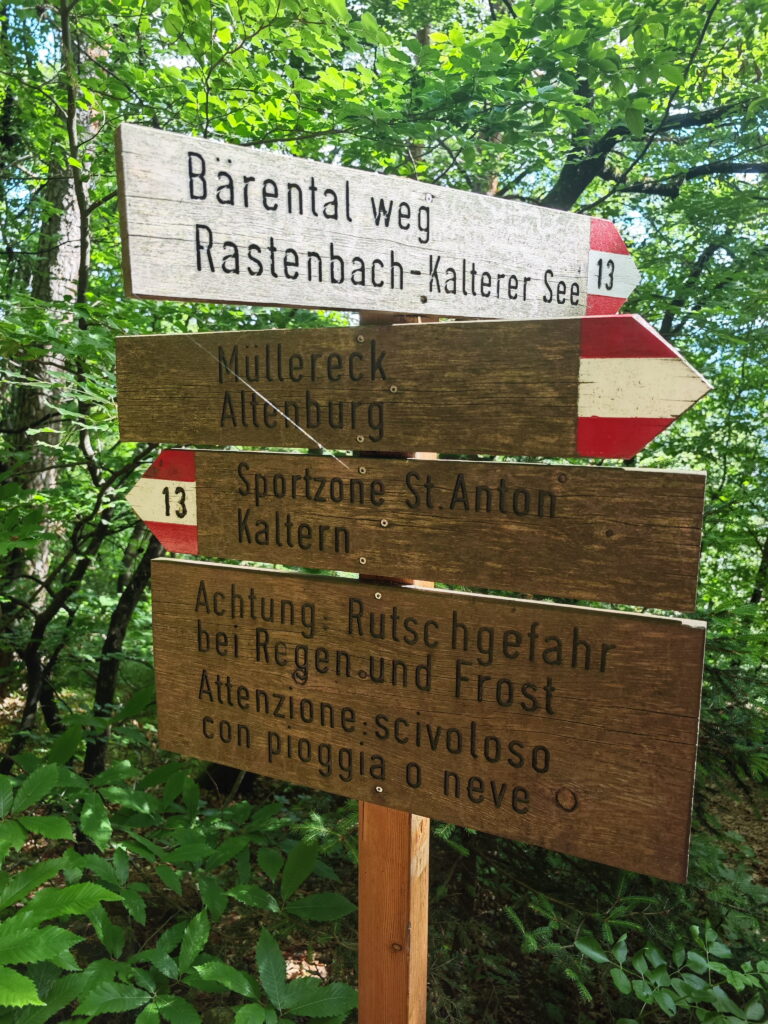 Bärental weg
Rastenbach-Kalterer See
13
Müllereck
Altenburg
13
Sportzone St.Anton
Kaltern
Achtung: Rutschgefahr
bei Regen und Frost
Attenzione:scivoloso
con pioggia o neve